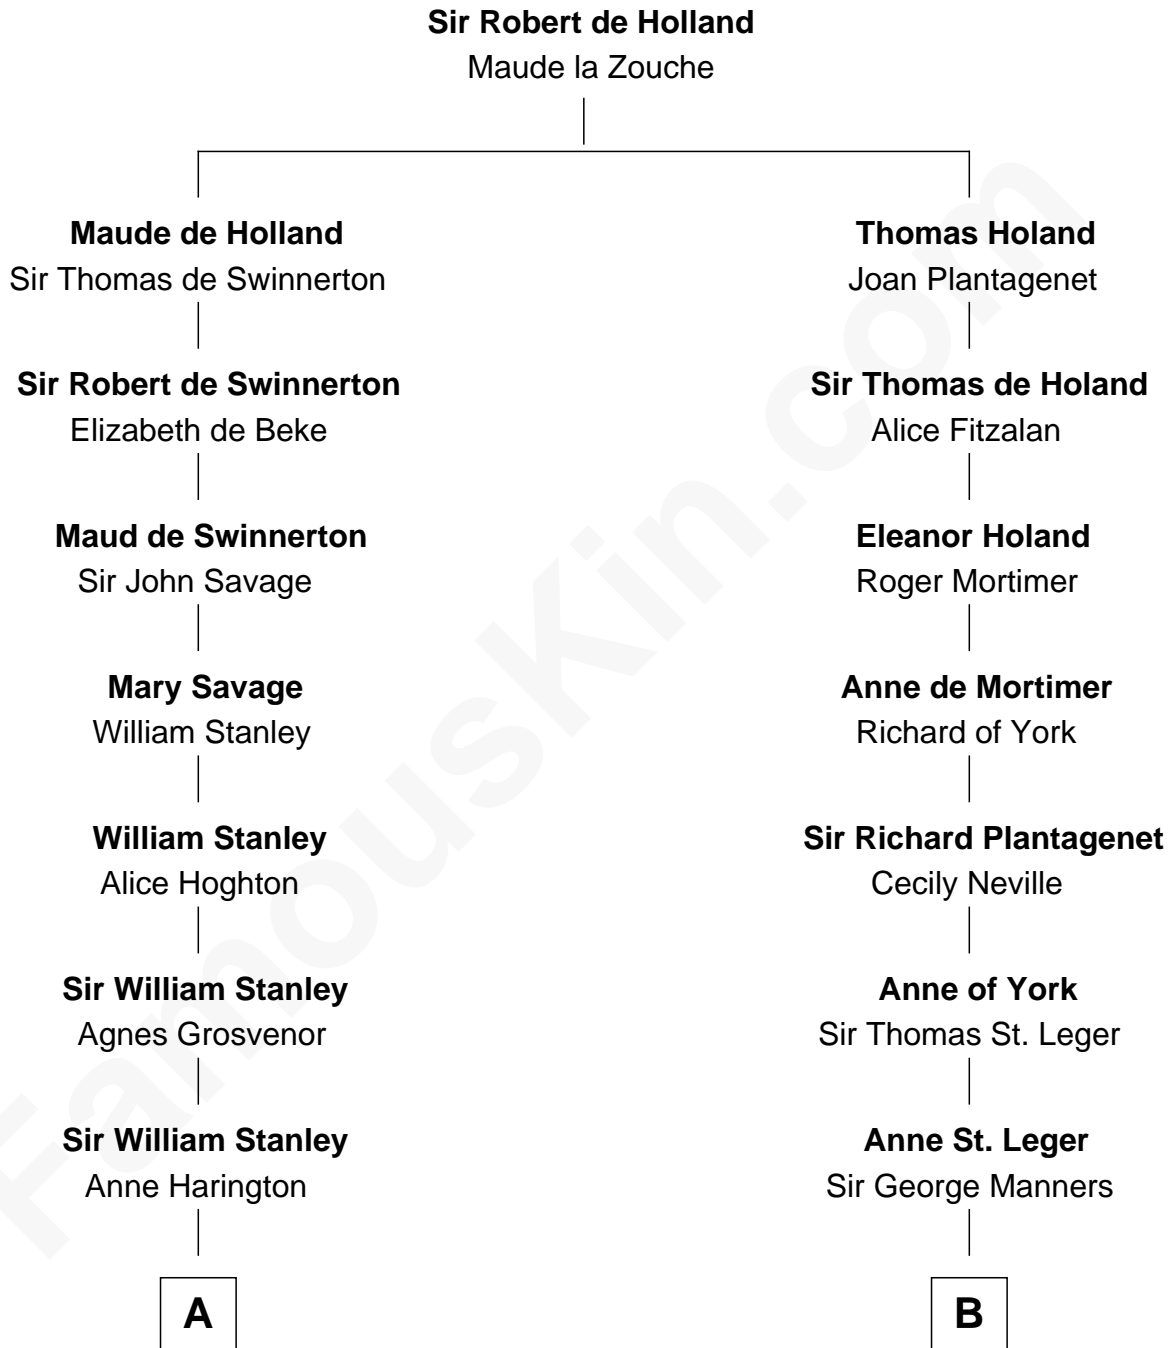 Sir Robert de Holland
Maude la Zouche
Maude de Holland
Sir Thomas de Swinnerton
Thomas Holand
Joan Plantagenet
Sir Robert de Swinnerton
Elizabeth de Beke
Sir Thomas de Holand
Alice Fitzalan
Maud de Swinnerton
Sir John Savage
Eleanor Holand
Roger Mortimer
Mary Savage
William Stanley
Anne de Mortimer
Richard of York
William Stanley
Alice Hoghton
Sir Richard Plantagenet
Cecily Neville
Sir William Stanley
Agnes Grosvenor
Anne of York
Sir Thomas St. Leger
Sir William Stanley
Anne Harington
Anne St. Leger
Sir George Manners
A
B
FamousKin.com